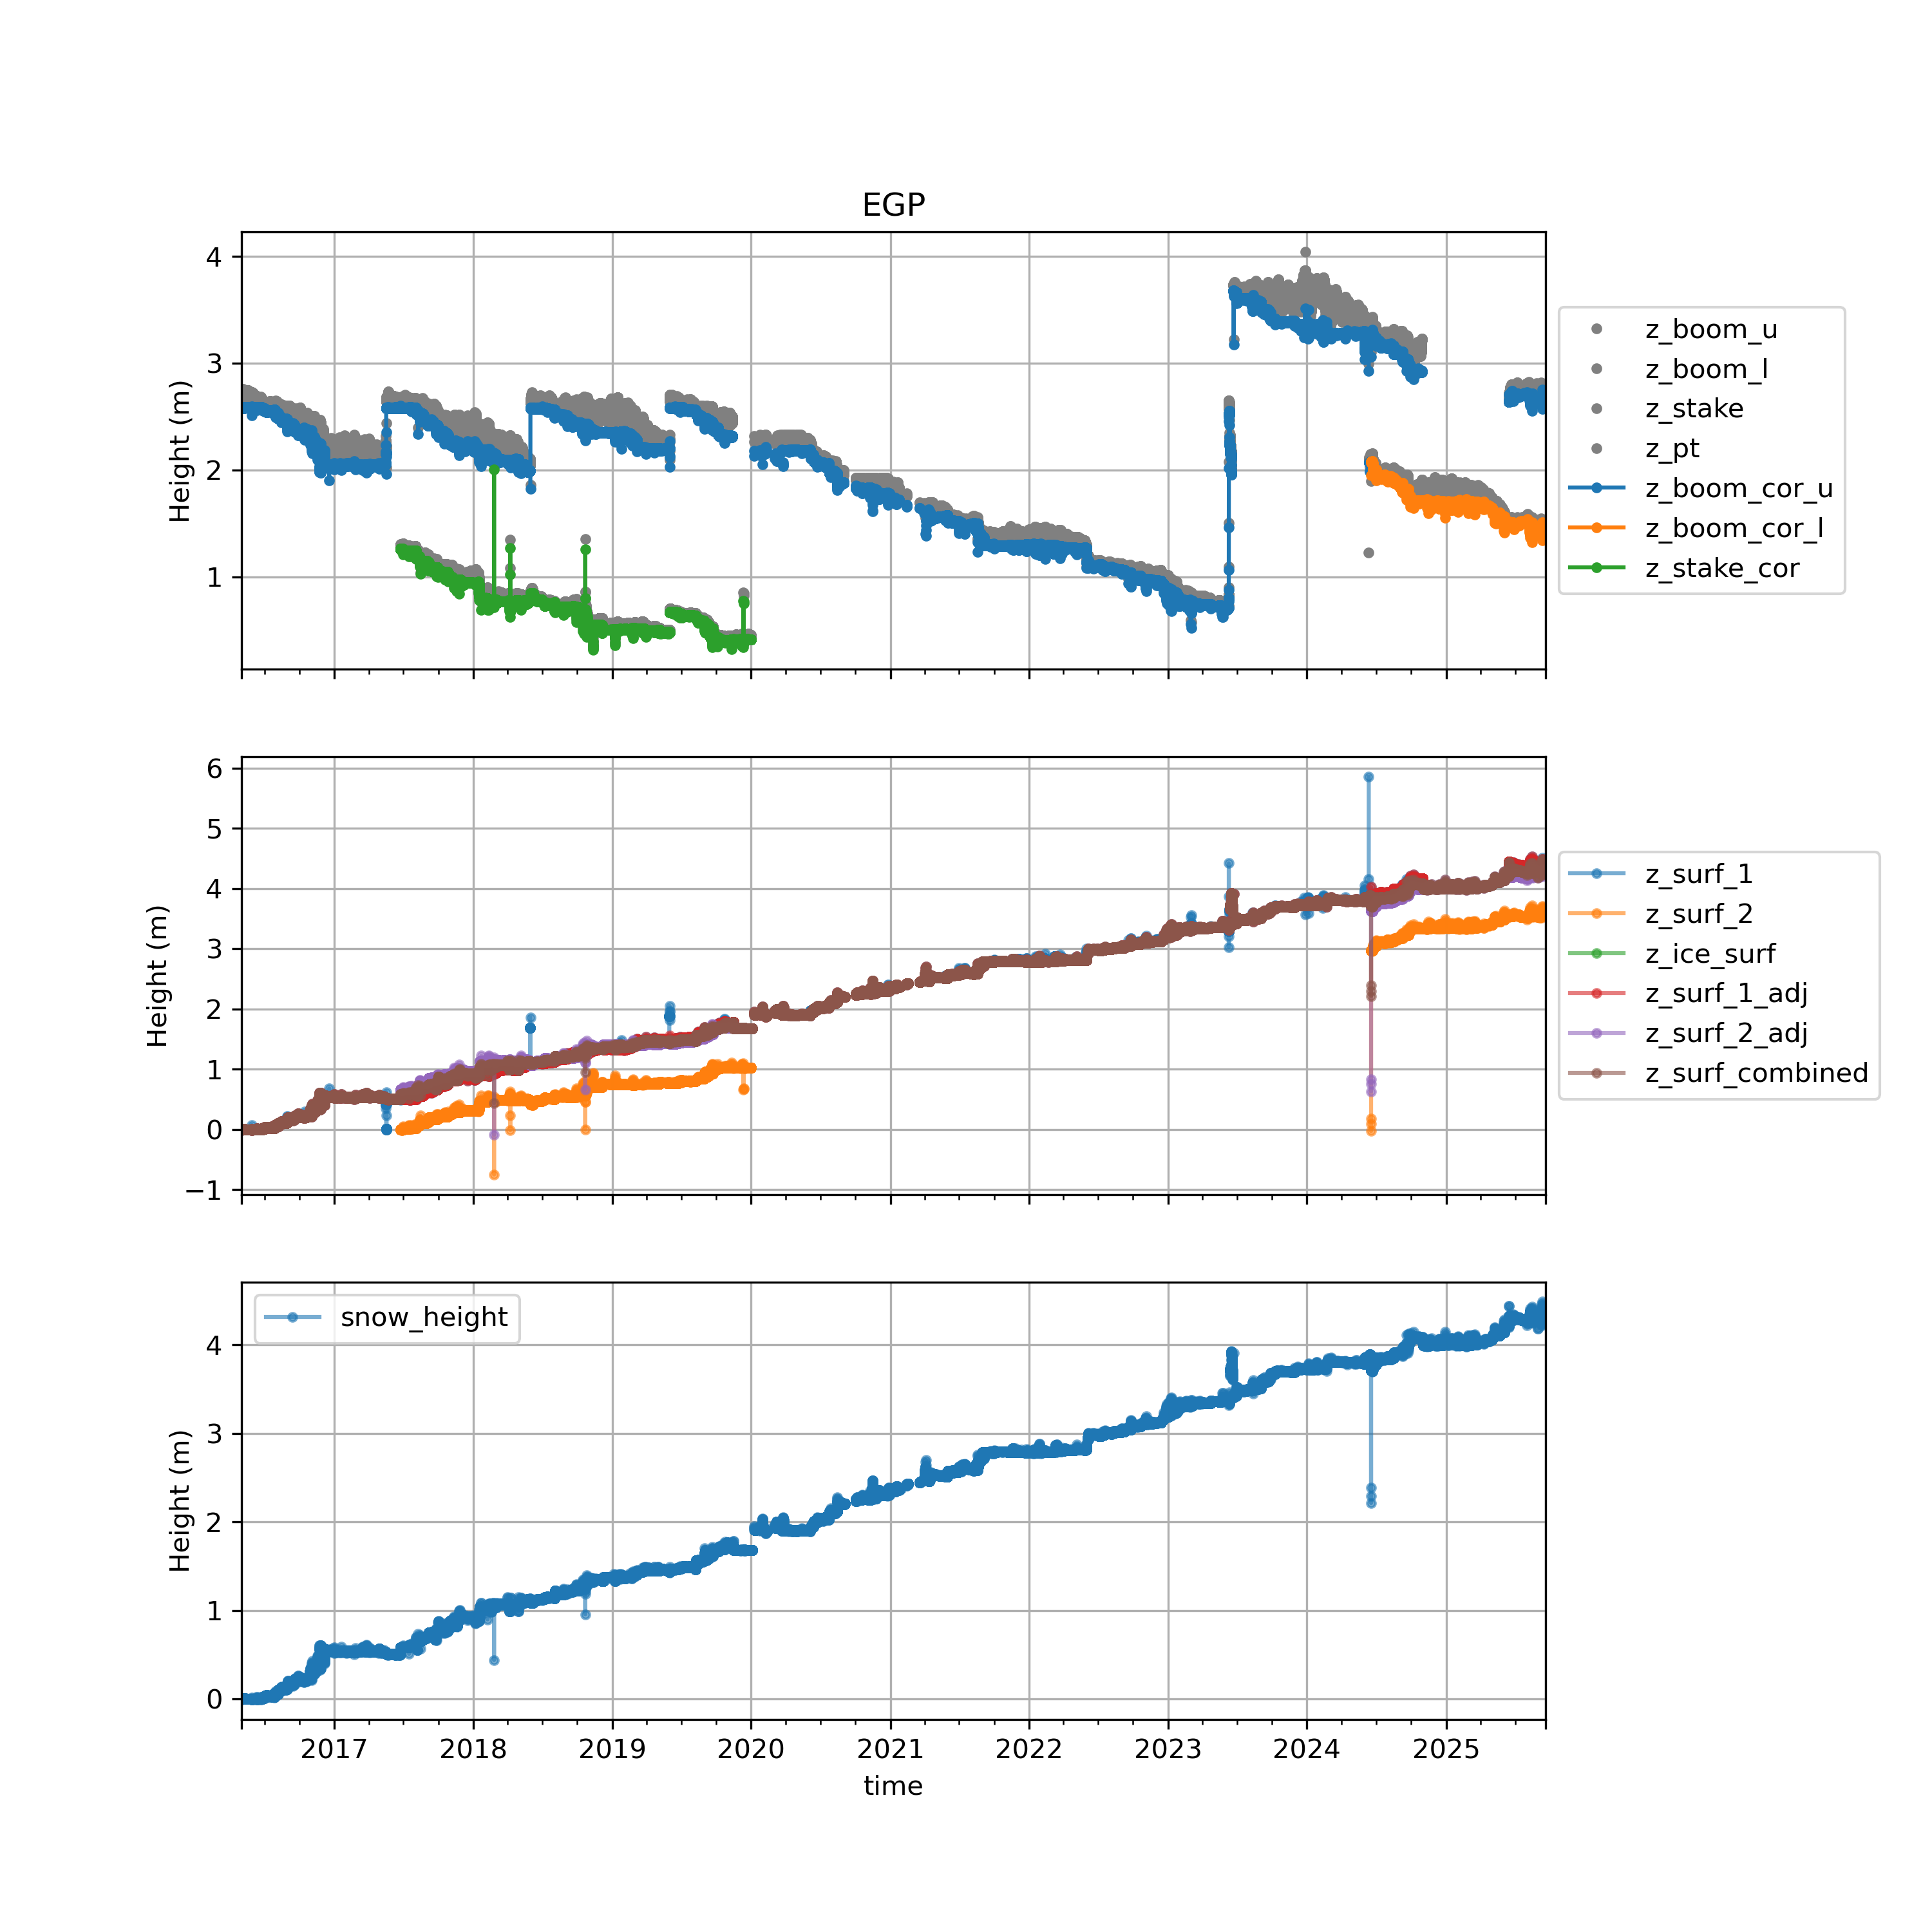 EGP
4
3
2
1
Height (m)
z_boom_u
z_boom_l
z_stake
z_pt
z_boom_cor_u
z_boom_cor_l
z_stake_cor
6
5
4
3
2
1
0
−1
Height (m)
z_surf_1
z_surf_2
z_ice_surf
z_surf_1_adj
z_surf_2_adj
z_surf_combined
snow_height
4
3
2
1
0
Height (m)
2017 2018 2019 2020 2021 2022 2023 2024 2025
time